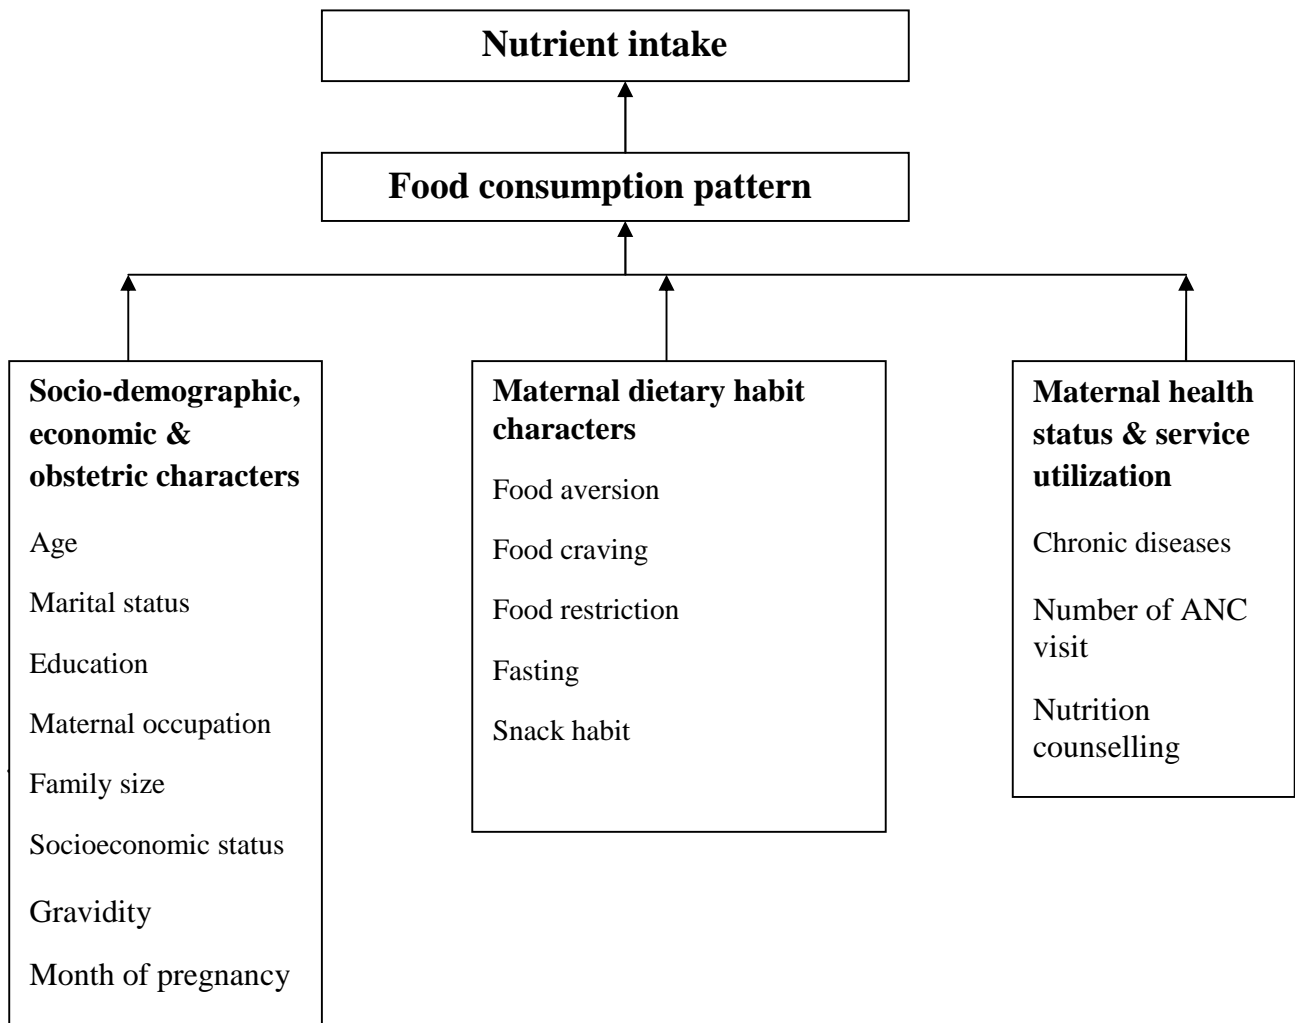 Nutrient intake
Food consumption pattern
Socio-demographic,
economic &
obstetric characters
Age
Marital status
Education
Maternal occupation
Family size
Socioeconomic status
Gravidity
Month of pregnancy
Maternal dietary habit
characters
Food aversion
Food craving
Food restriction
Fasting
Snack habit
Maternal health
status & service
utilization
Chronic diseases
Number of ANC
visit
Nutrition
counselling